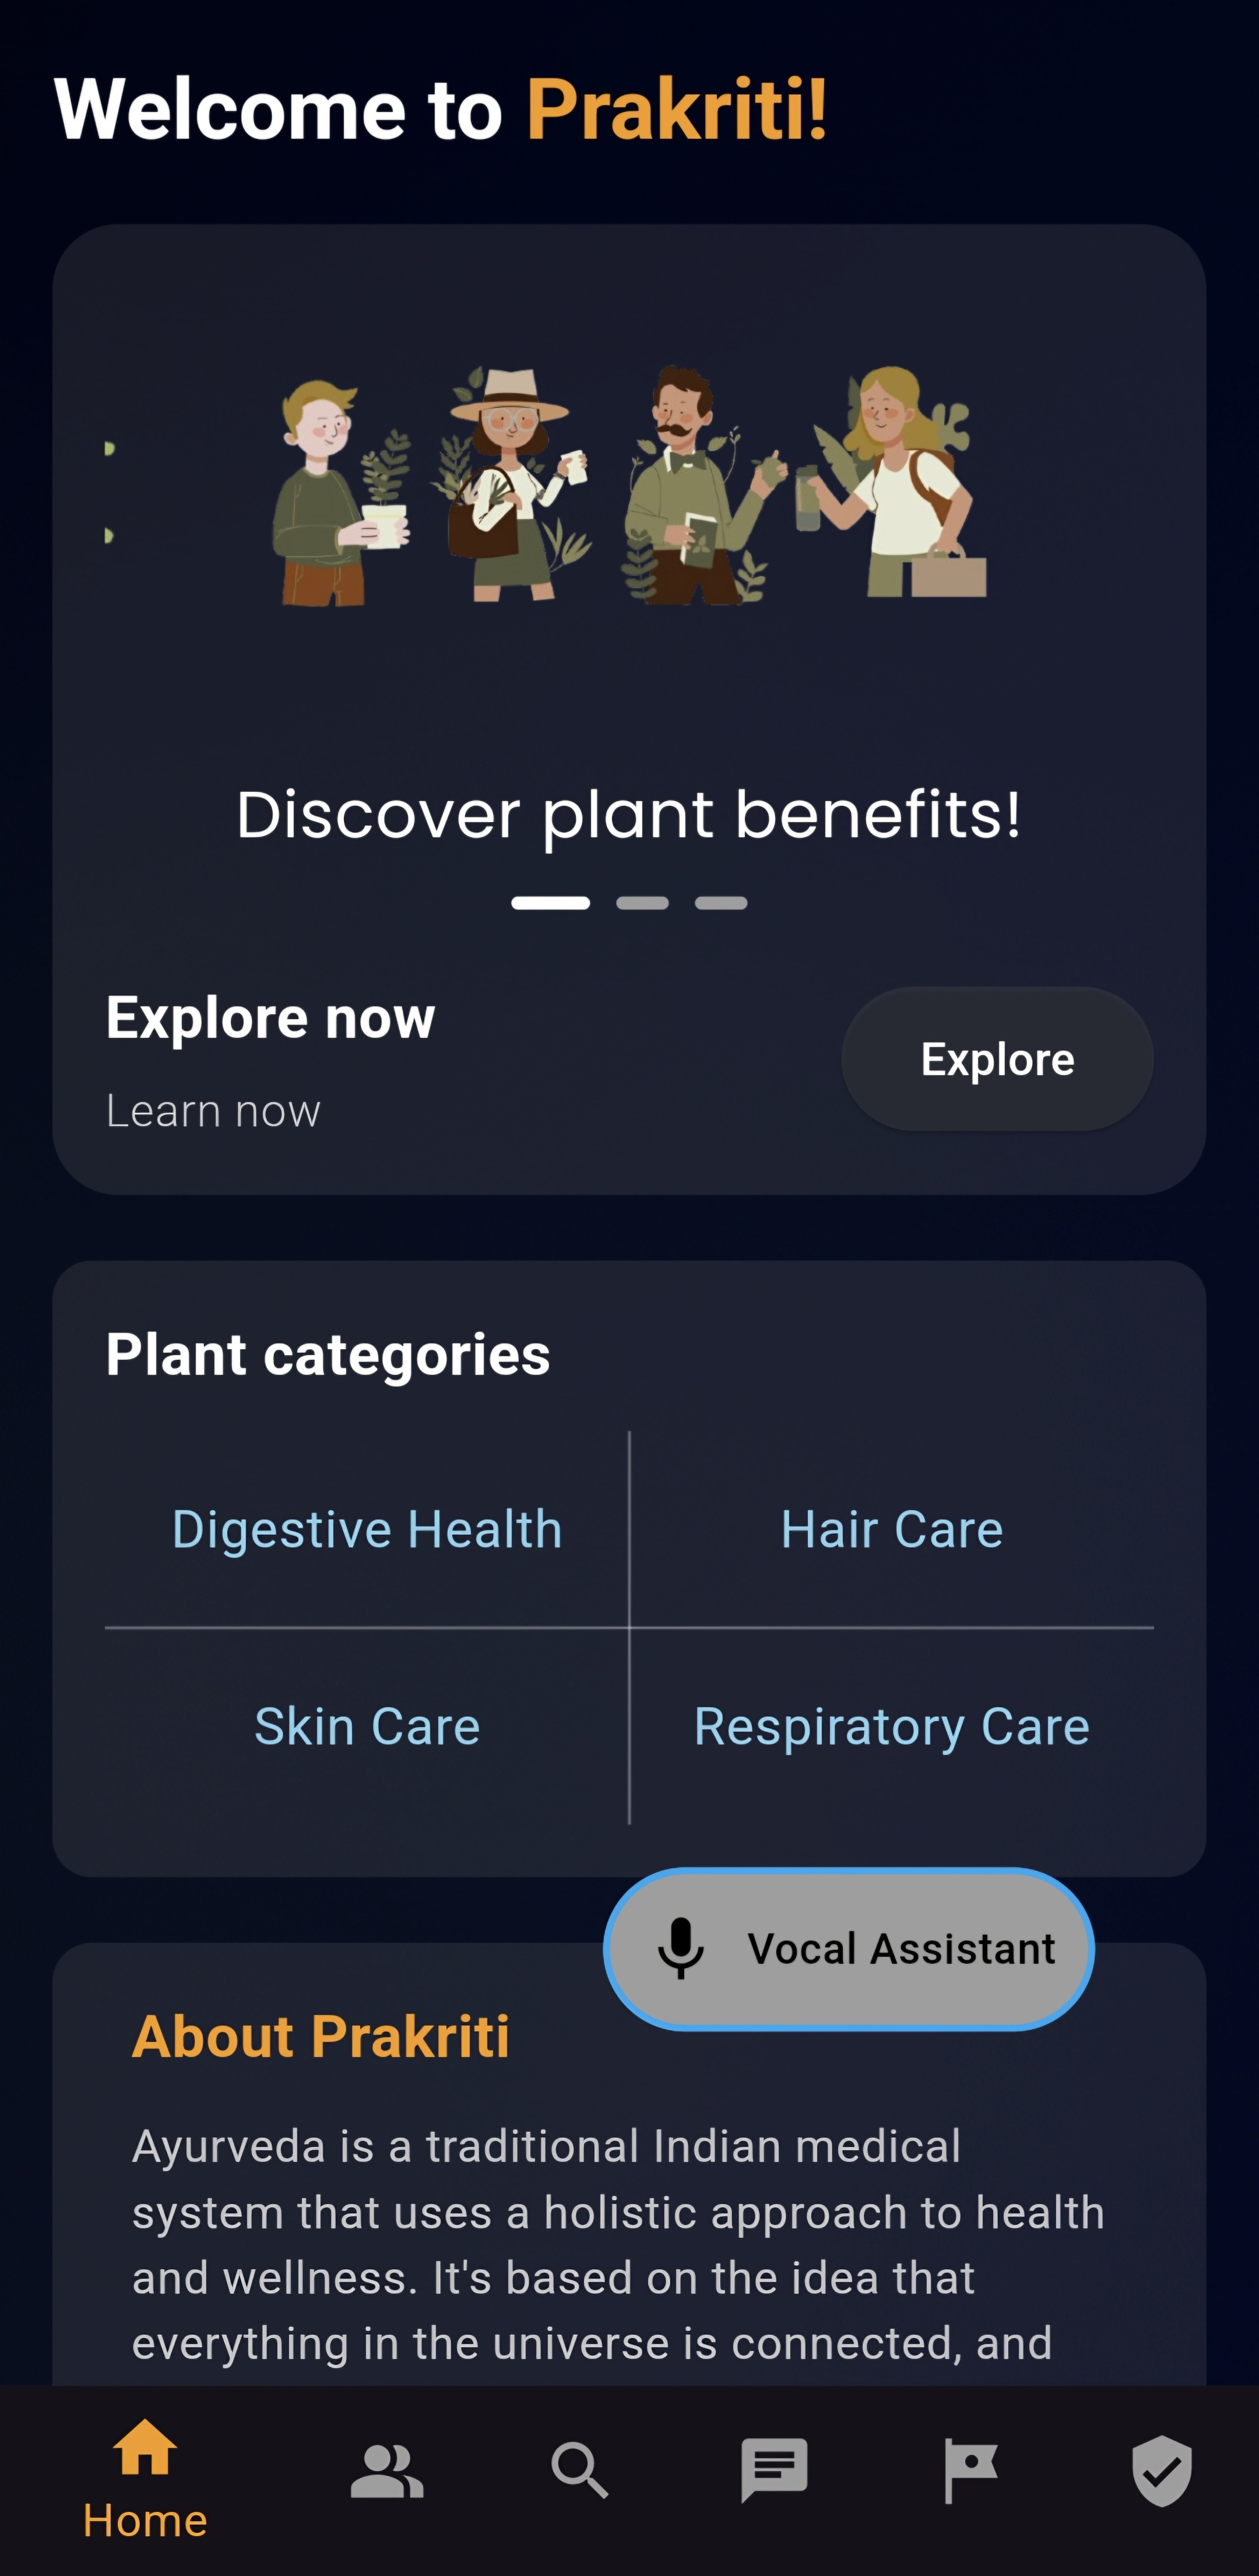 Welcome to Prakriti!
Discover plant benefits!
Explore now
Learn now
Explore
Plant categories
Digestive Health
Hair Care
Skin Care
Respiratory Care
Vocal Assistant
About Prakriti
Ayurveda is a traditional Indian medical
system that uses a holistic approach to health
and wellness. It's based on the idea that
everything in the universe is connected, and
Home